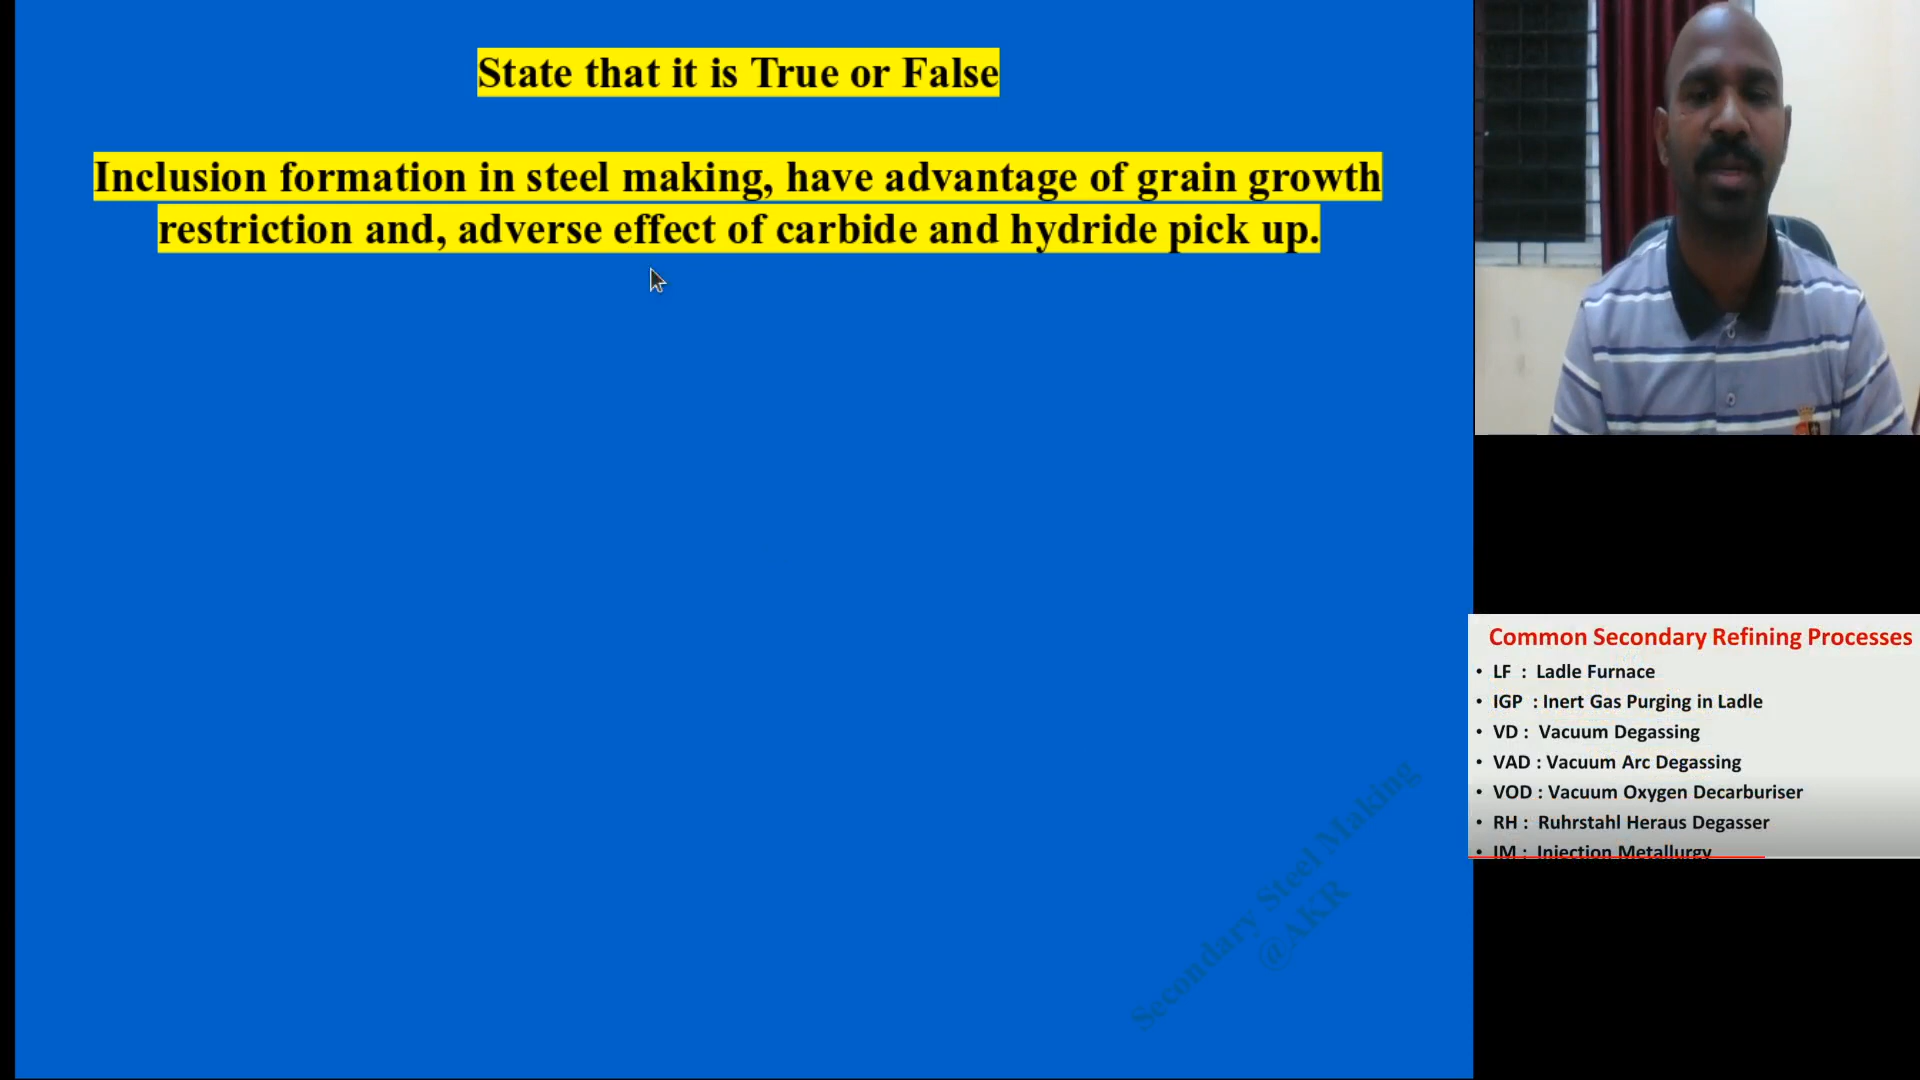 State that it is True or False
Inclusion formation in steel making, have advantage of grain growth
restriction and, adverse effect of carbide and hydride pick up.
Secondary Steel Making
@AKR
Common Secondary Refining Processes
• LF : Ladle Furnace
• IGP : Inert Gas Purging in Ladle
• VD : Vacuum Degassing
• VAD : Vacuum Arc Degassing
• VOD : Vacuum Oxygen Decarburiser
• RH : Ruhrstahl Heraus Degasser
• IM : Injection Metallurgy